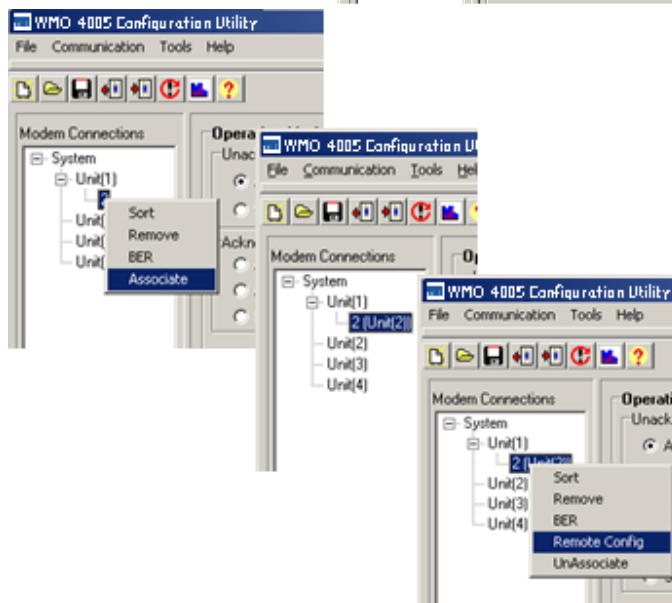 WMO 4005 Configuration Utility
File Communication Tools Help
Modem Connections
System
Unit(1)
2
Unit(
Unit(
Unit(
Sort
Remove
BER
Associate
Opera
Unac
Ackn
WMO 4005 Configuration U
File Communication Tools Hel
Modem Connections
Op
System
Unit(1)
2 (Unit(2))
Unit(2)
Unit(3)
Unit(4)
WMO 4005 Configuration Utility
File Communication Tools Help
Modem Connections
Operati
Unack
A
System
Unit(1)
2 (Unit(2))
Unit(2)
Unit(3)
Unit(4)
Sort
Remove
BER
Remote Config
UnAssociate